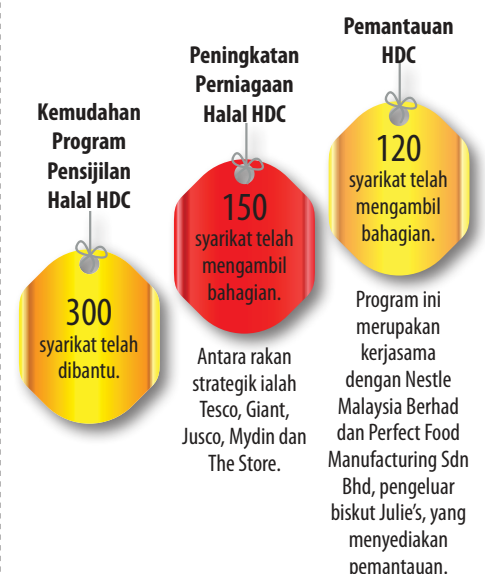 Kemudahan
Program
Pensijilan
Halal HDC
300
syarikat telah
dibantu.
Peningkatan
Perniagaan
Halal HDC
150
syarikat telah
mengambil
bahagian.
Antara rakan
strategik ialah
Tesco, Giant,
Jusco, Mydin dan
The Store.
Pemantauan
HDC
120
syarikat telah
mengambil
bahagian.
Program ini
merupakan
kerjasama
dengan Nestle
Malaysia Berhad
dan Perfect Food
Manufacturing Sdn
Bhd, pengeluar
biskut Julie's, yang
menyediakan
pemantauan.